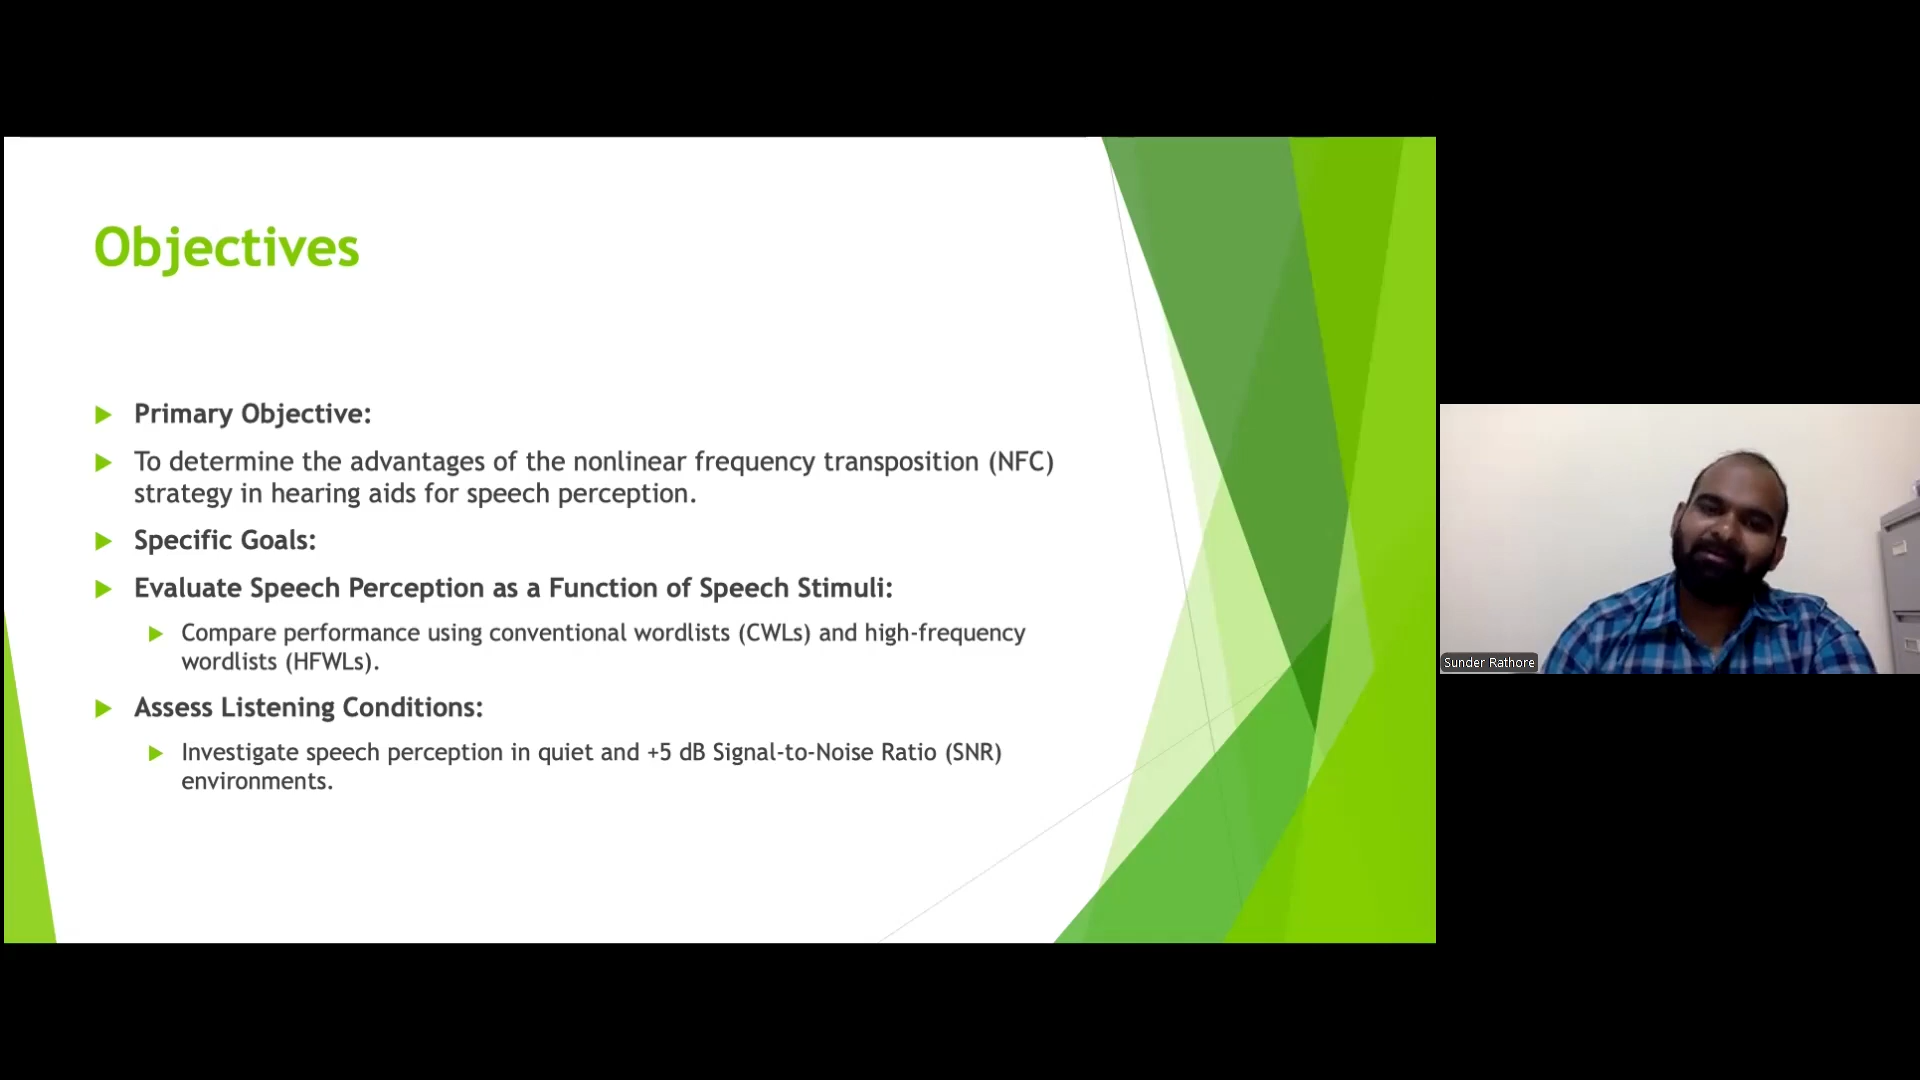 Objectives
Primary Objective:
To determine the advantages of the nonlinear frequency transposition (NFC)
strategy in hearing aids for speech perception.
Specific Goals:
Evaluate Speech Perception as a Function of Speech Stimuli:
Compare performance using conventional wordlists (CWLs) and high-frequency
wordlists (HFWLs).
Assess Listening Conditions:
Investigate speech perception in quiet and +5 dB Signal-to-Noise Ratio (SNR)
environments.
Sunder Rathore